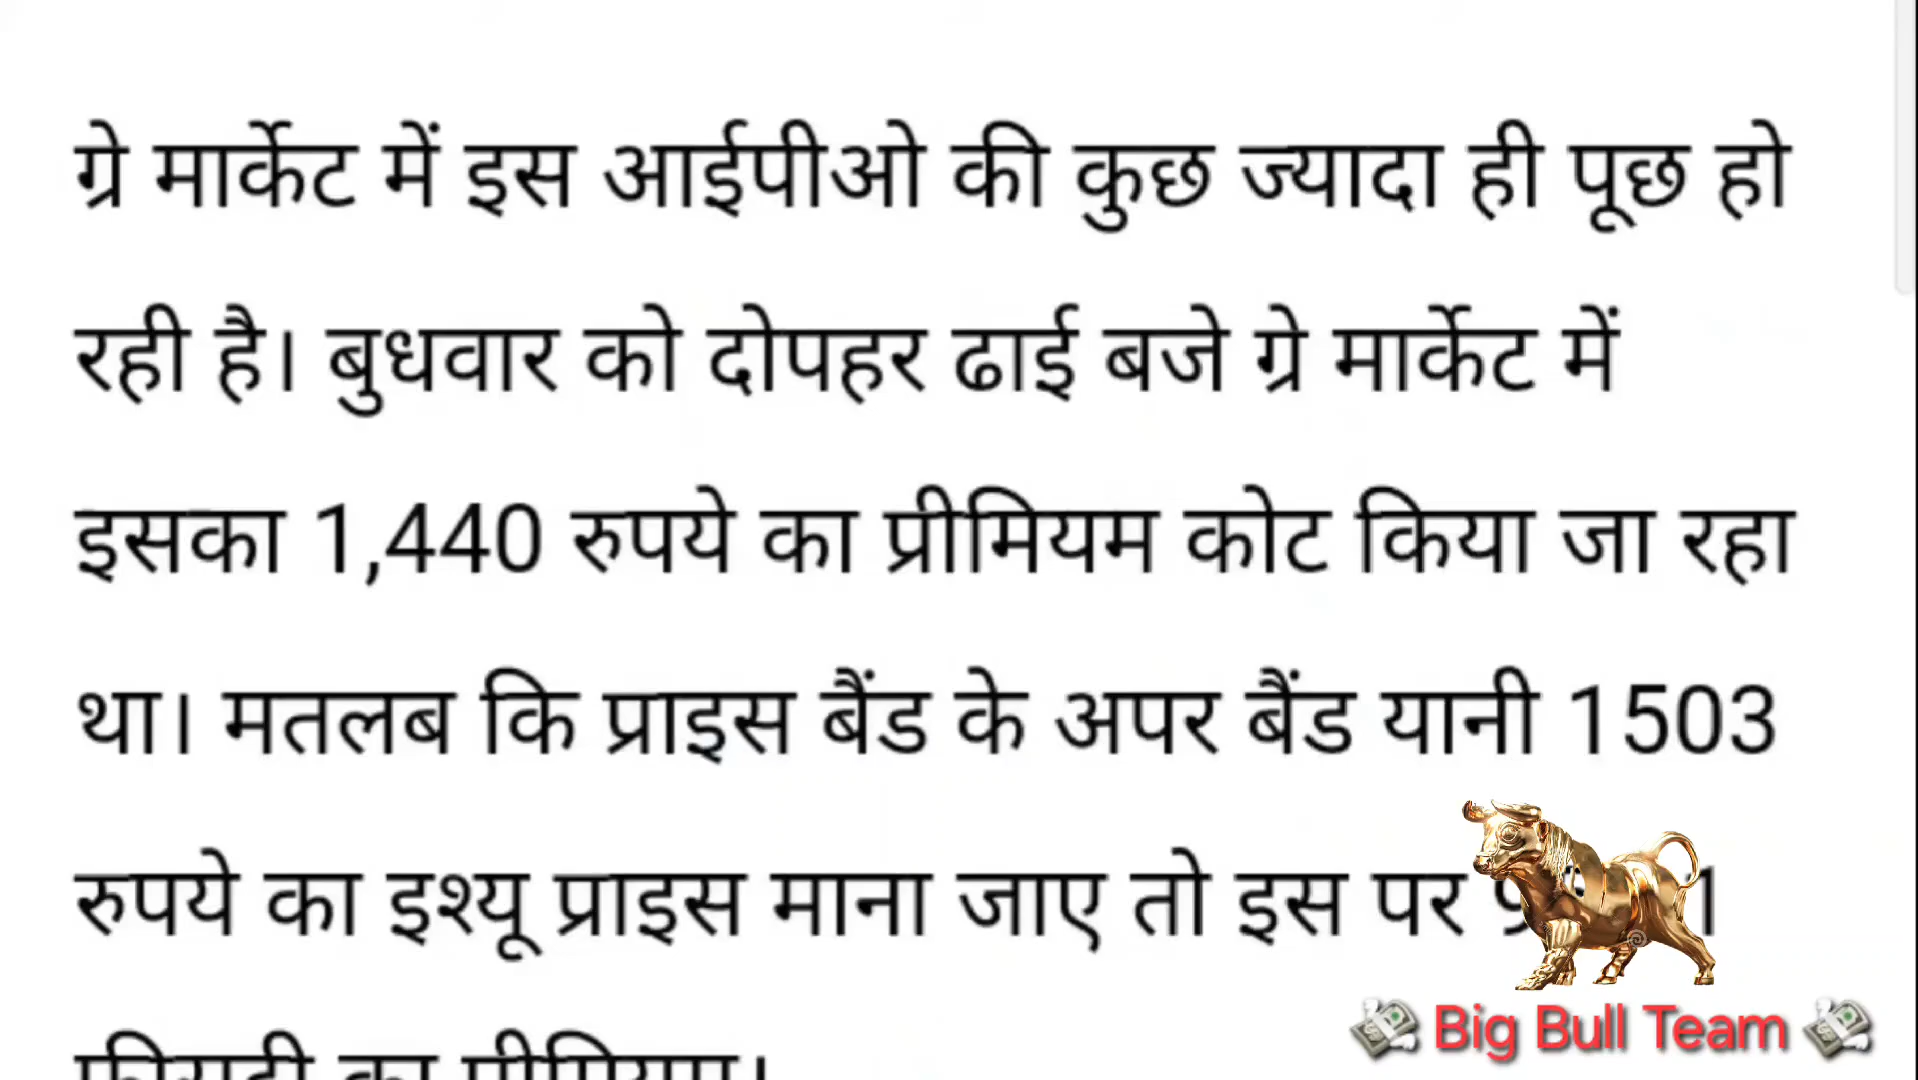 ग्रे मार्केट में इस आईपीओ की कुछ ज्यादा ही पूछ हो
रही है। बुधवार को दोपहर ढाई बजे ग्रे मार्केट में
इसका 1,440 रुपये का प्रीमियम कोट किया जा रहा
था। मतलब कि प्राइस बैंड के अपर बैंड यानी 1503
रुपये का इश्यू प्राइस माना जाए तो इस पर
Big Bull Team